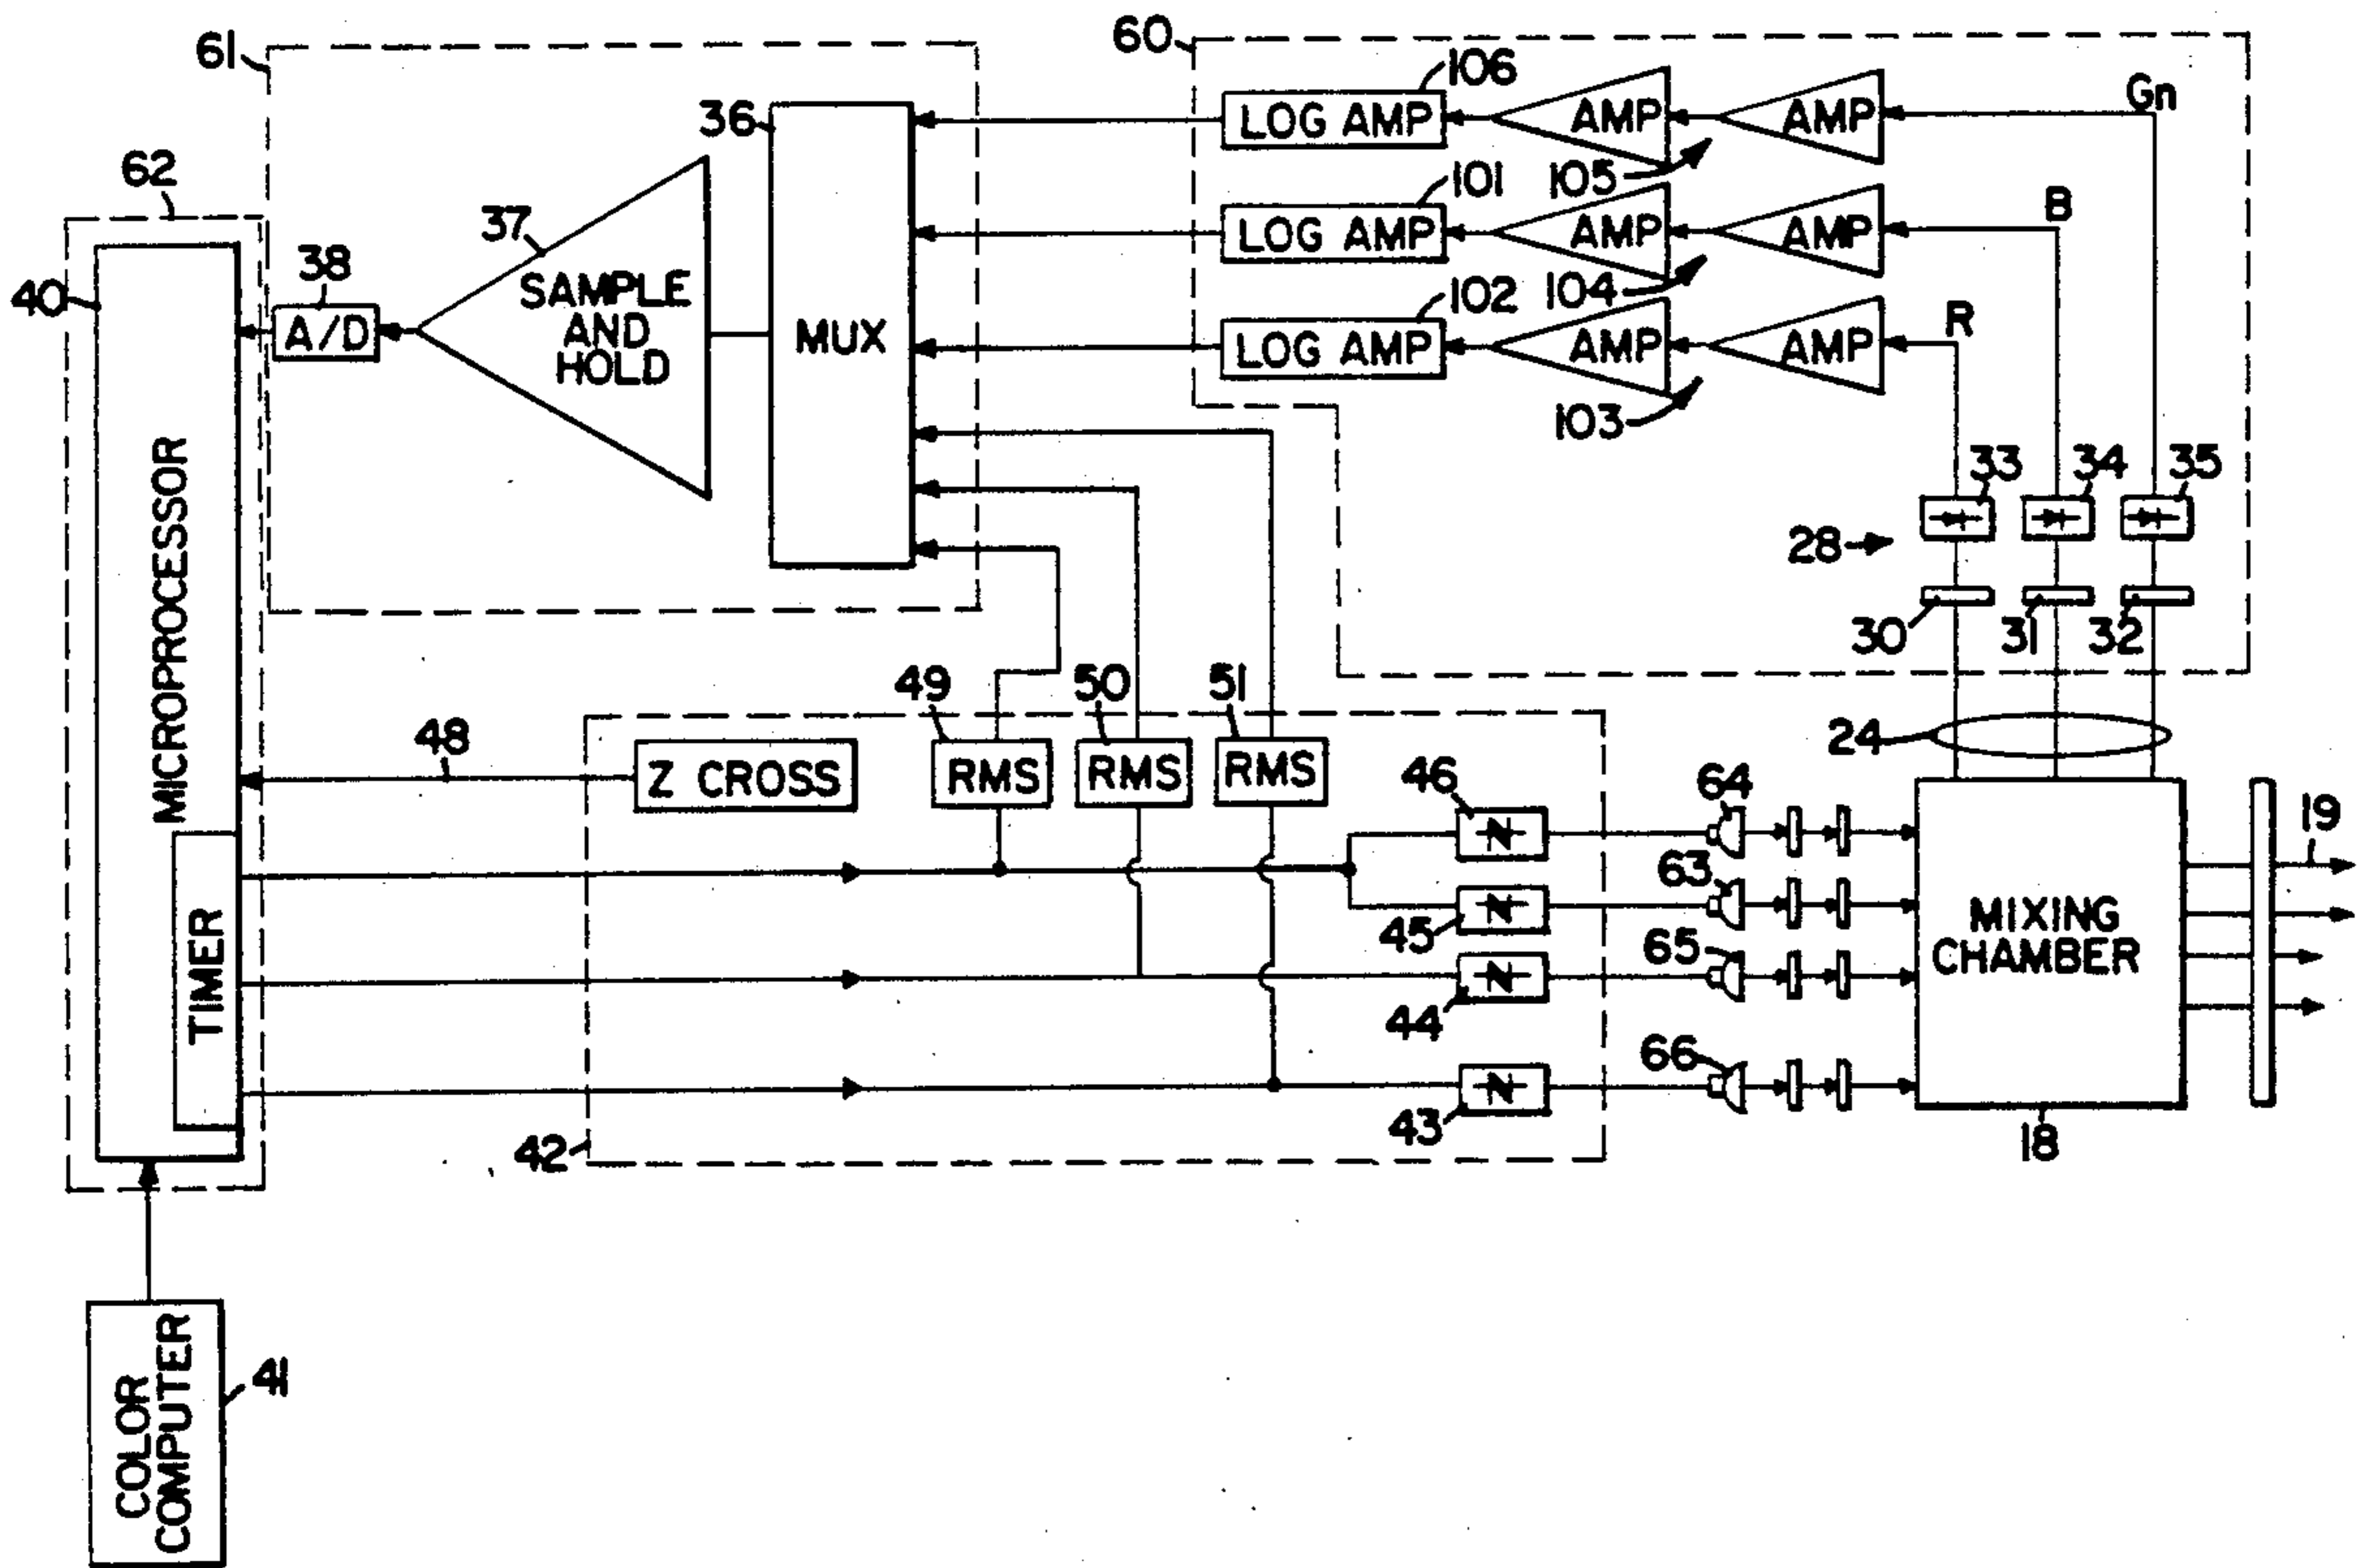 61
60
106
Gn
36
LOG AMP
AMP
AMP
62
101
105
B
37
LOG AMP
AMP
AMP
40
38
SAMPLE
AND
HOLD
102
104
R
A/D
MUX
LOG AMP
AMP
AMP
103
33
34
35
MICROPROCESSOR
28
30
31
32
49
50
51
24
48
Z CROSS
RMS
RMS
RMS
46
64
19
63
TIMER
45
65
MIXING
CHAMBER
44
66
42
43
18
COLOR
COMPUTER
41